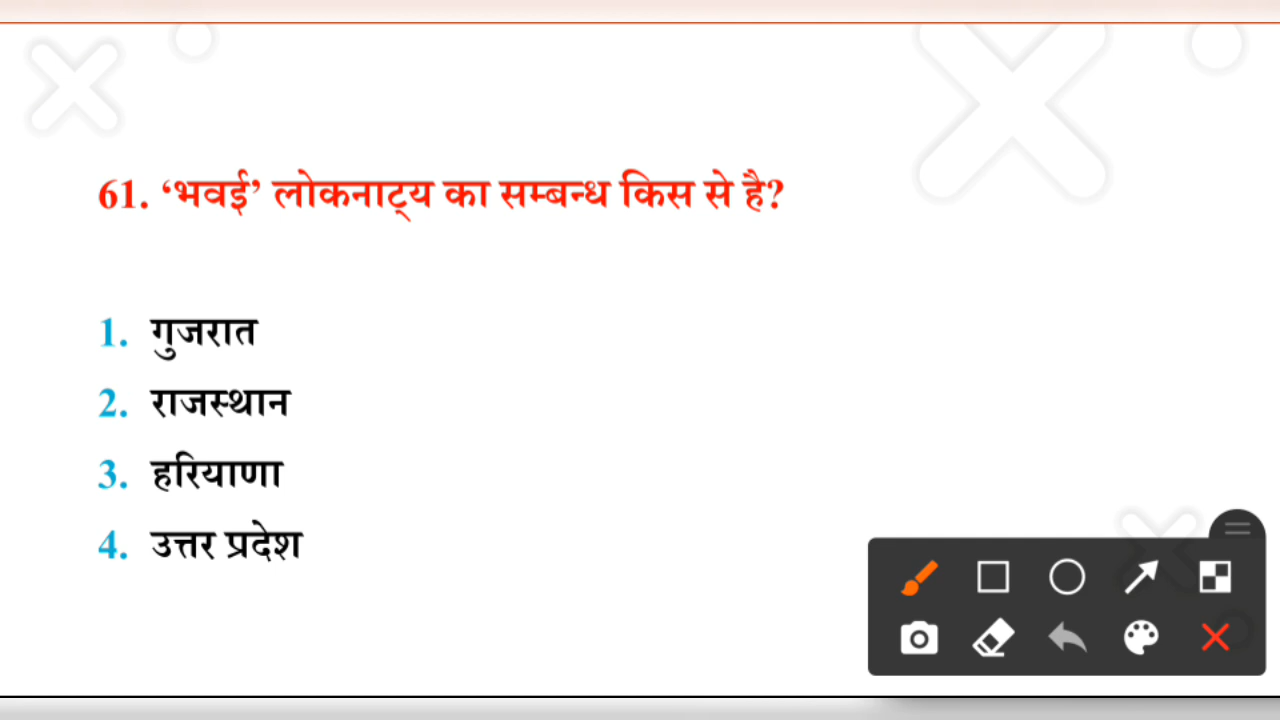 61. ‘भवई’ लोकनाट्य का सम्बन्ध किस से है?
1. गुजरात
2. राजस्थान
3. हरियाणा
4. उत्तर प्रदेश